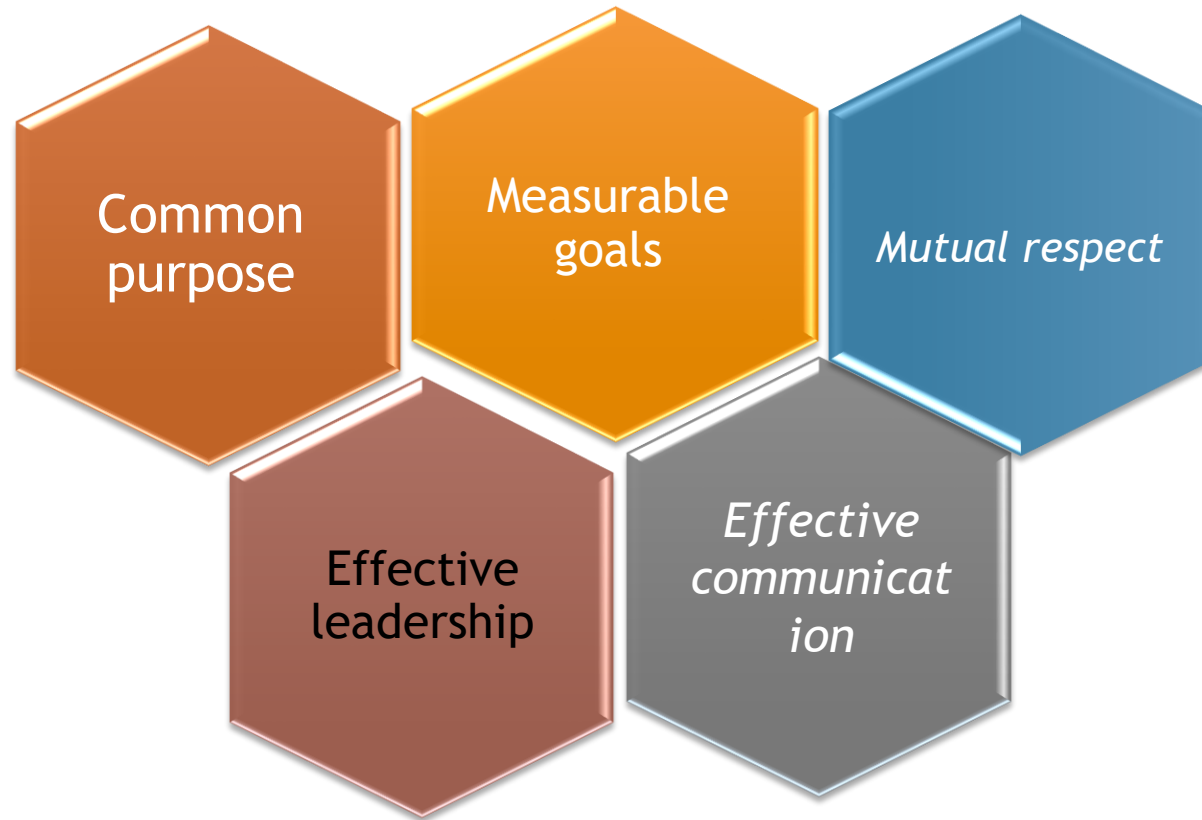 Common
purpose
Measurable
goals
Mutual respect
Effective
leadership
Effective
communicat
ion